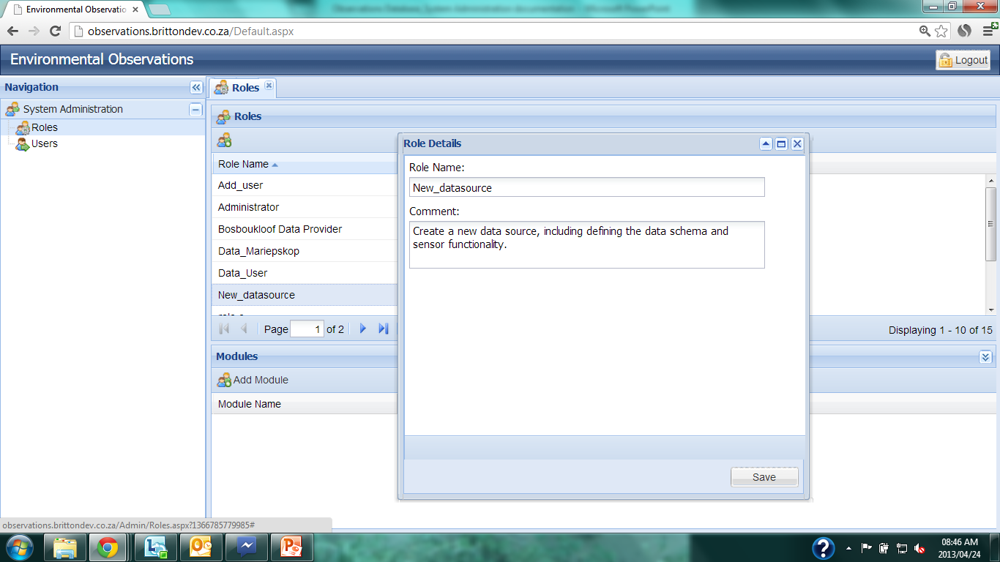 Environmental Observatio
observations.brittondev.co.za/Default.aspx
Environmental Observations
Logout
Navigation
System Administration
Roles
Users
Roles
Roles
Role Name
Add_user
Administrator
Bosboukloof Data Provider
Data_Mariepskop
Data_User
New_datasource
Page 1 of 2
Displaying 1 - 10 of 15
Modules
Add Module
Module Name
Role Details
Role Name:
New_datasource
Comment:
Create a new data source, including defining the data schema and
sensor functionality.
Save
observations.brittondev.co.za/Admin/Roles.aspx?1366785779985#
08:46 AM
2013/04/24